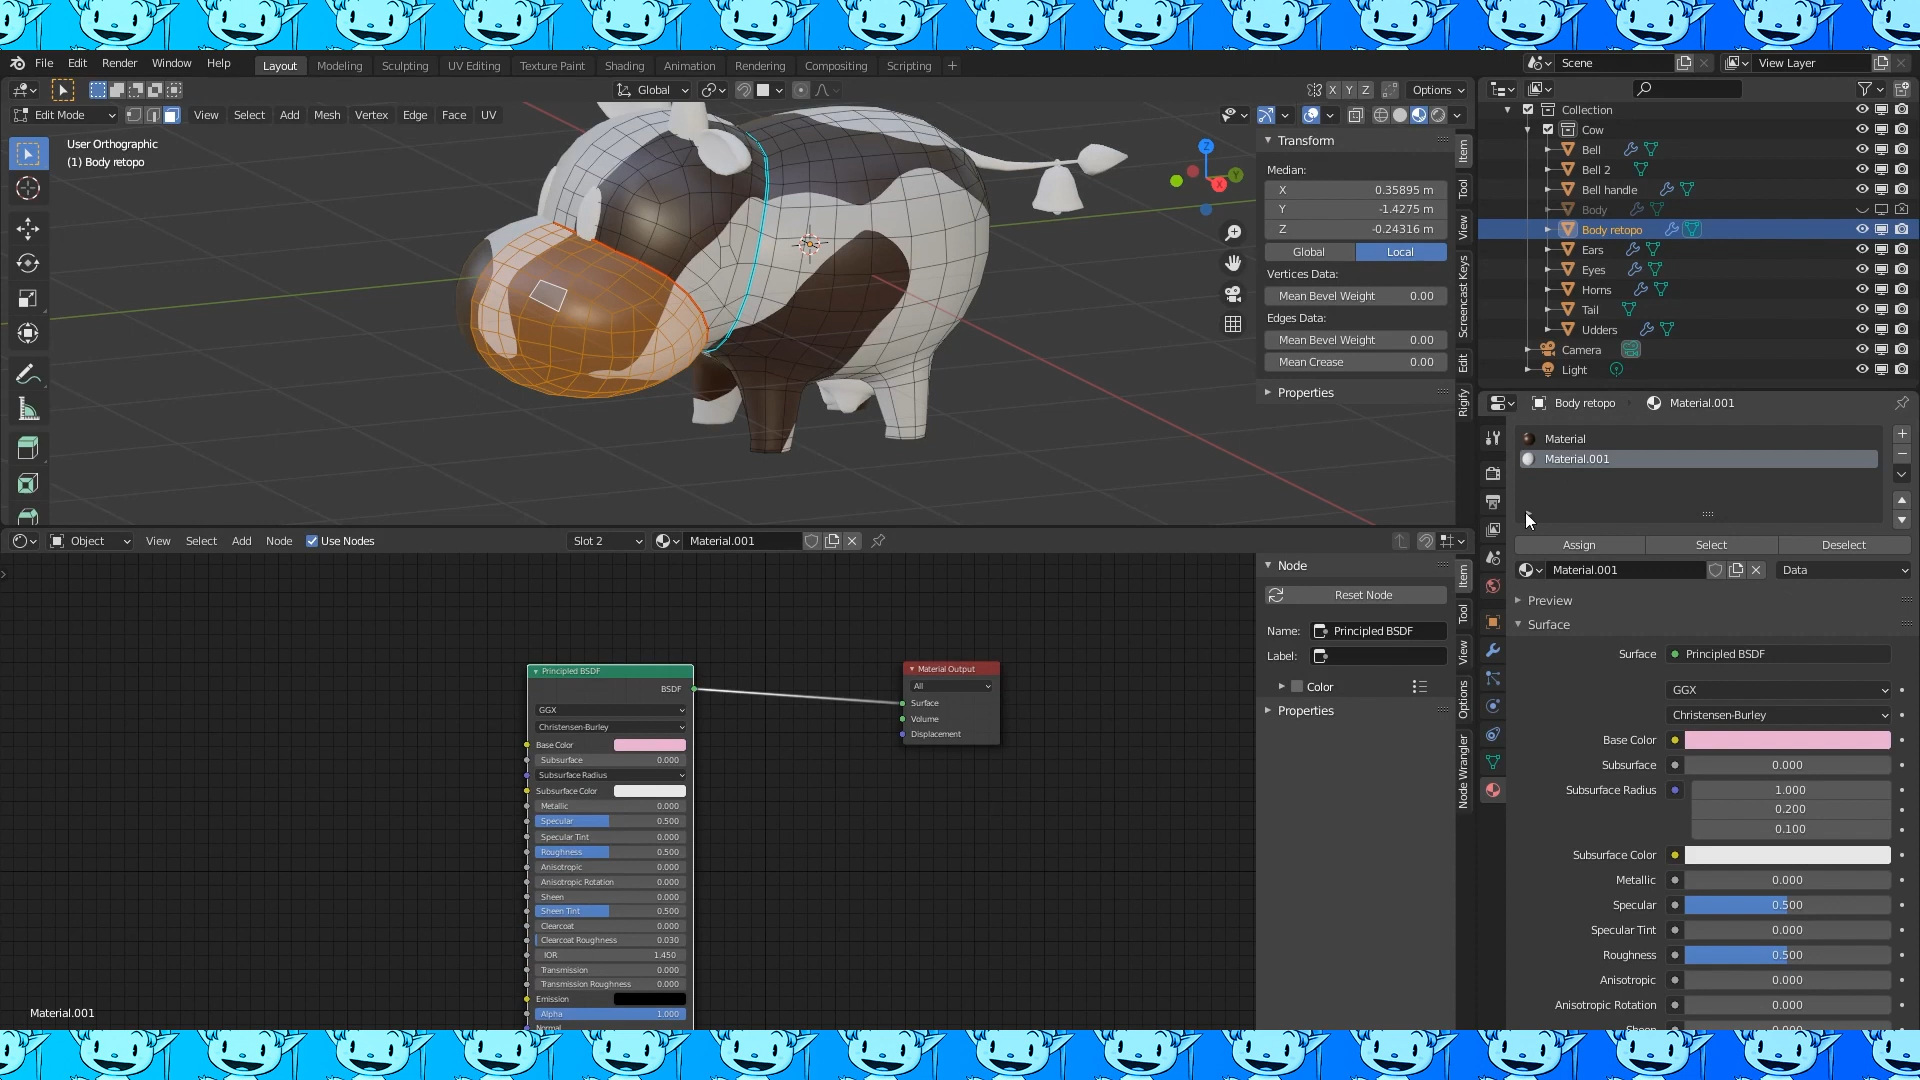 File Edit Render Window Help Layout Modeling Sculpting UV Editing Texture Paint Shading Animation Rendering Compositing Scripting + Scene View Layer
Global X Y Z Options
Edit Mode View Select Add Mesh Vertex Edge Face UV
User Orthographic
(1) Body retopo
Z
Y
X
Transform
Median:
X 0.35895 m
Y -1.4275 m
Z -0.24316 m
Global Local
Vertices Data:
Mean Bevel Weight 0.00
Edges Data:
Mean Bevel Weight 0.00
Mean Crease 0.00
Properties
Item
Tool
View
Screencast Keys
Edit
Rigify
Collection
Cow
Bell
Bell 2
Bell handle
Body
Body retopo
Ears
Eyes
Horns
Tail
Udders
Camera
Light
Body retopo Material.001
Material
Material.001
Assign Select Deselect
Material.001 Data
Preview
Surface
Surface Principled BSDF
GGX
Christensen-Burley
Base Color
Subsurface 0.000
Subsurface Radius 1.000
0.200
0.100
Subsurface Color
Metallic 0.000
Specular 0.500
Specular Tint 0.000
Roughness 0.500
Anisotropic 0.000
Anisotropic Rotation 0.000
Object View Select Add Node Use Nodes Slot 2 Material.001
Principled BSDF
BSDF
GGX
Christensen-Burley
Base Color
Subsurface 0.000
Subsurface Radius
Subsurface Color
Metallic 0.000
Specular 0.500
Specular Tint 0.000
Roughness 0.500
Anisotropic 0.000
Anisotropic Rotation 0.000
Sheen 0.000
Sheen Tint 0.500
Clearcoat 0.000
Clearcoat Roughness 0.030
IOR 1.450
Transmission 0.000
Transmission Roughness 0.000
Emission
Alpha 1.000
Material Output
All
Surface
Volume
Displacement
Node
Reset Node
Name: Principled BSDF
Label:
Color
Properties
Item
Tool
View
Options
Node Wrangler
Material.001